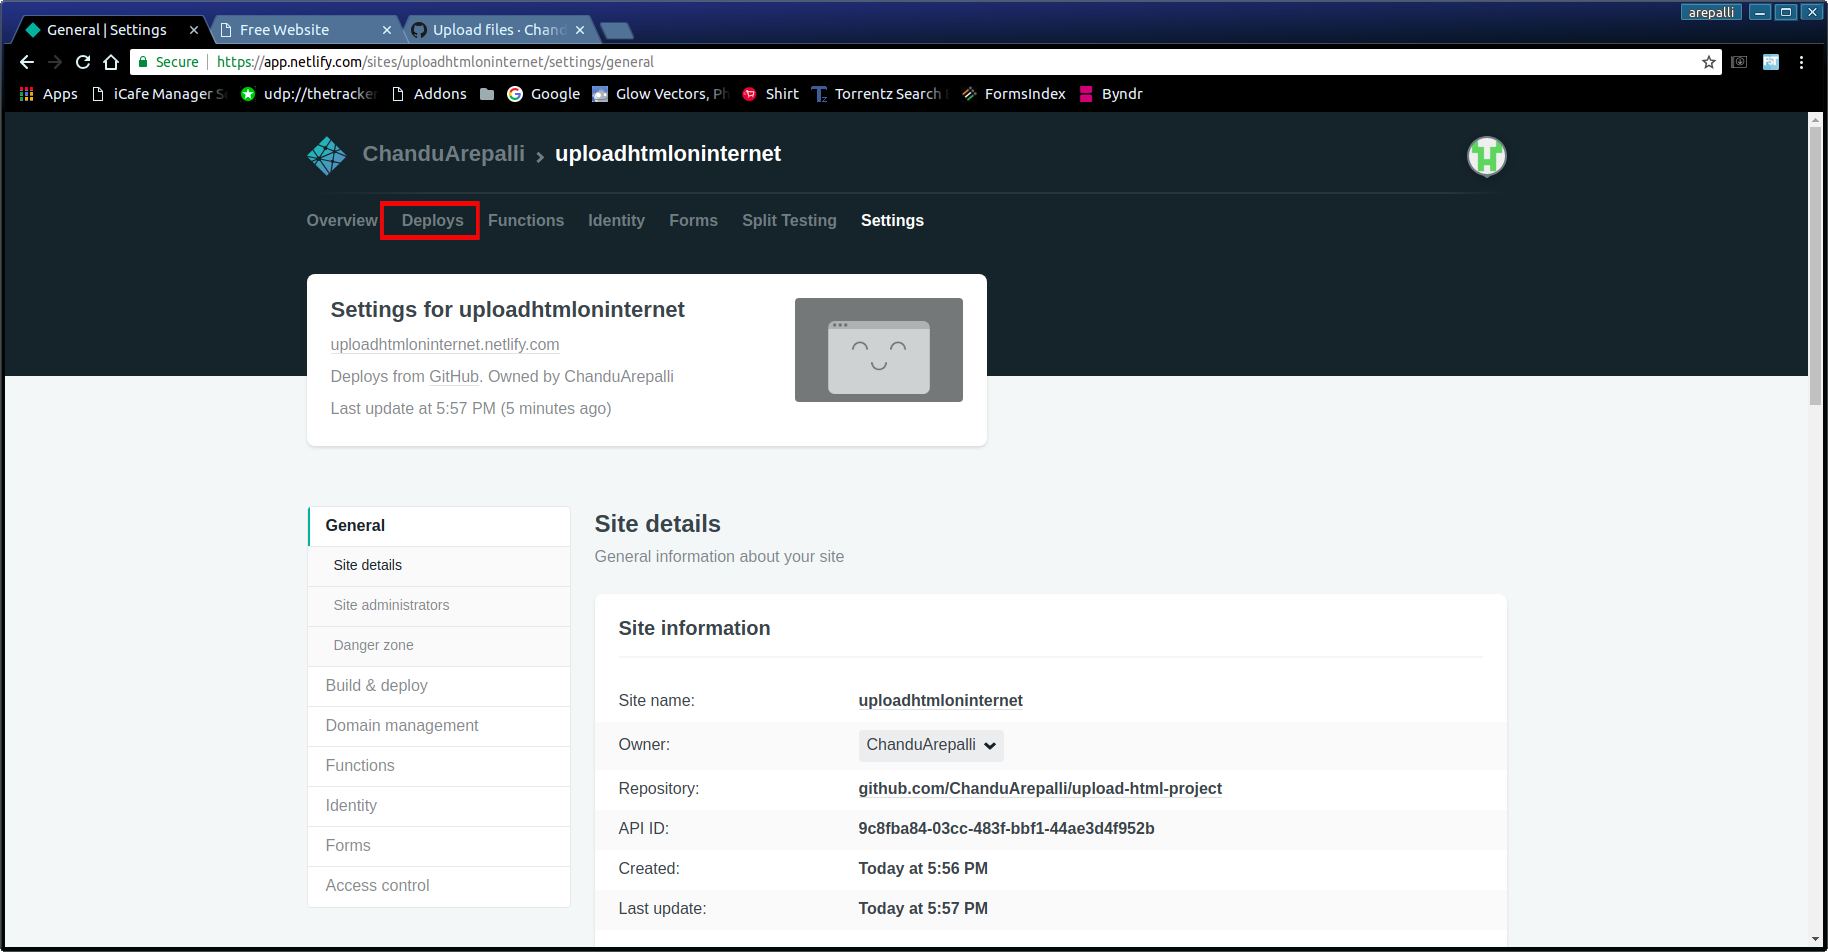 arepalli
General | Settings
Free Website
Upload files · Chand
Secure https://app.netlify.com/sites/uploadhtmloninternet/settings/general
Apps iCafe Manager Se udp://thetracker Addons Google Glow Vectors, Ph Shirt Torrentz Search FormsIndex Byndr
ChanduArepalli › uploadhtmloninternet
Overview Deploys Functions Identity Forms Split Testing Settings
Settings for uploadhtmloninternet
uploadhtmloninternet.netlify.com
Deploys from GitHub. Owned by ChanduArepalli
Last update at 5:57 PM (5 minutes ago)
General
Site details
Site administrators
Danger zone
Build & deploy
Domain management
Functions
Identity
Forms
Access control
Site details
General information about your site
Site information
Site name: uploadhtmloninternet
Owner: ChanduArepalli
Repository: github.com/ChanduArepalli/upload-html-project
API ID: 9c8fba84-03cc-483f-bbf1-44ae3d4f952b
Created: Today at 5:56 PM
Last update: Today at 5:57 PM